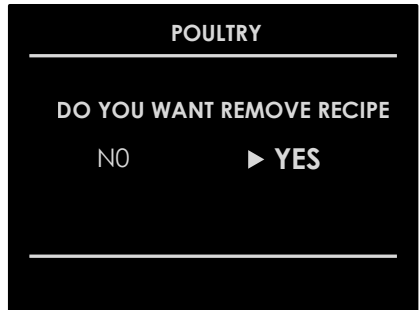 POULTRY
DO YOU WANT REMOVE RECIPE
N0 ▶ YES